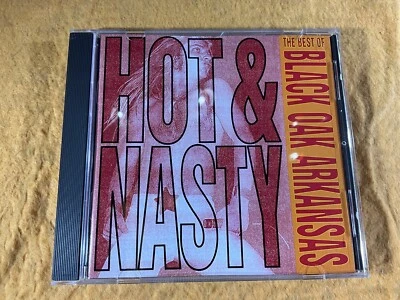 HOT &
NASTY
THE BEST OF
BLACK OAK ARKANSAS